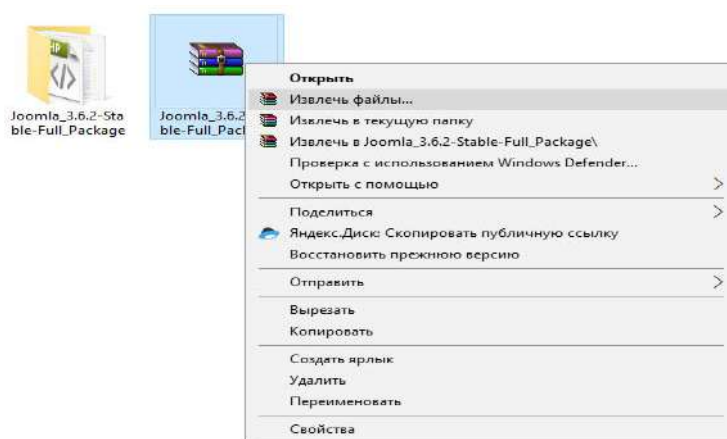 Joomla_3.6.2-Sta
ble-Full_Package
Joomla_3.6.2
ble-Full_Pac
Открыть
Извлечь файлы...
Извлечь в текущую папку
Извлечь в Joomla_3.6.2-Stable-Full_Package\
Проверка с использованием Windows Defender...
Открыть с помощью
Поделиться
Яндекс.Диск: Скопировать публичную ссылку
Восстановить прежнюю версию
Отправить
Вырезать
Копировать
Создать ярлык
Удалить
Переименовать
Свойства